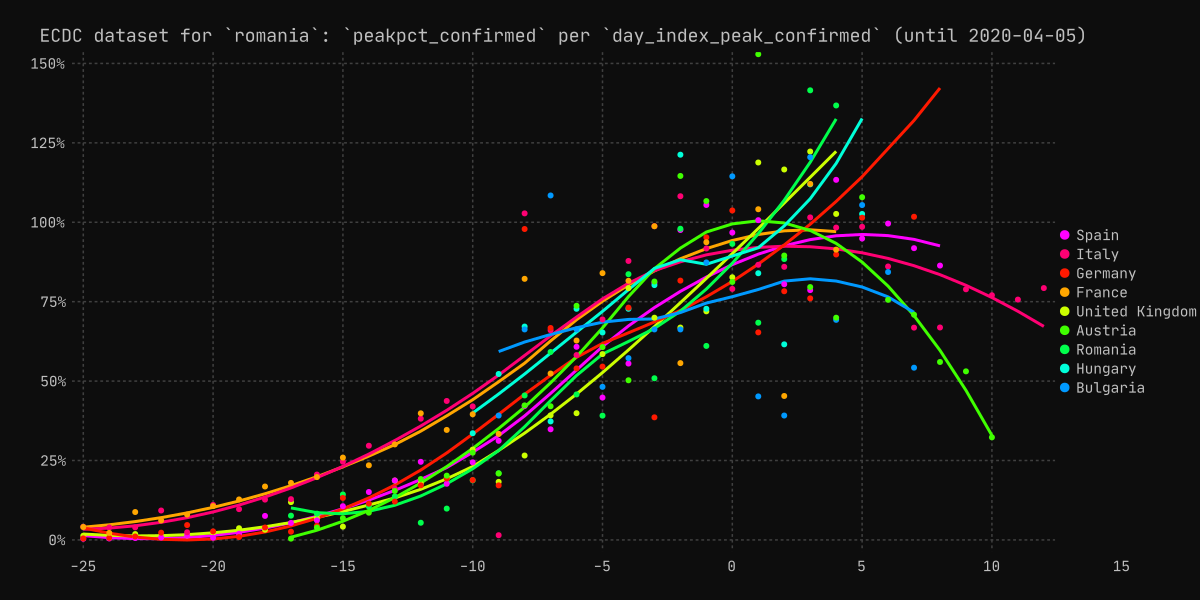 ECDC dataset for `romania`: `peakpct_confirmed` per `day_index_peak_confirmed` (until 2020-04-05)
150%
125%
100%
75%
50%
25%
0%
-25 -20 -15 -10 -5 0 5 10 15
Spain
Italy
Germany
France
United Kingdom
Austria
Romania
Hungary
Bulgaria